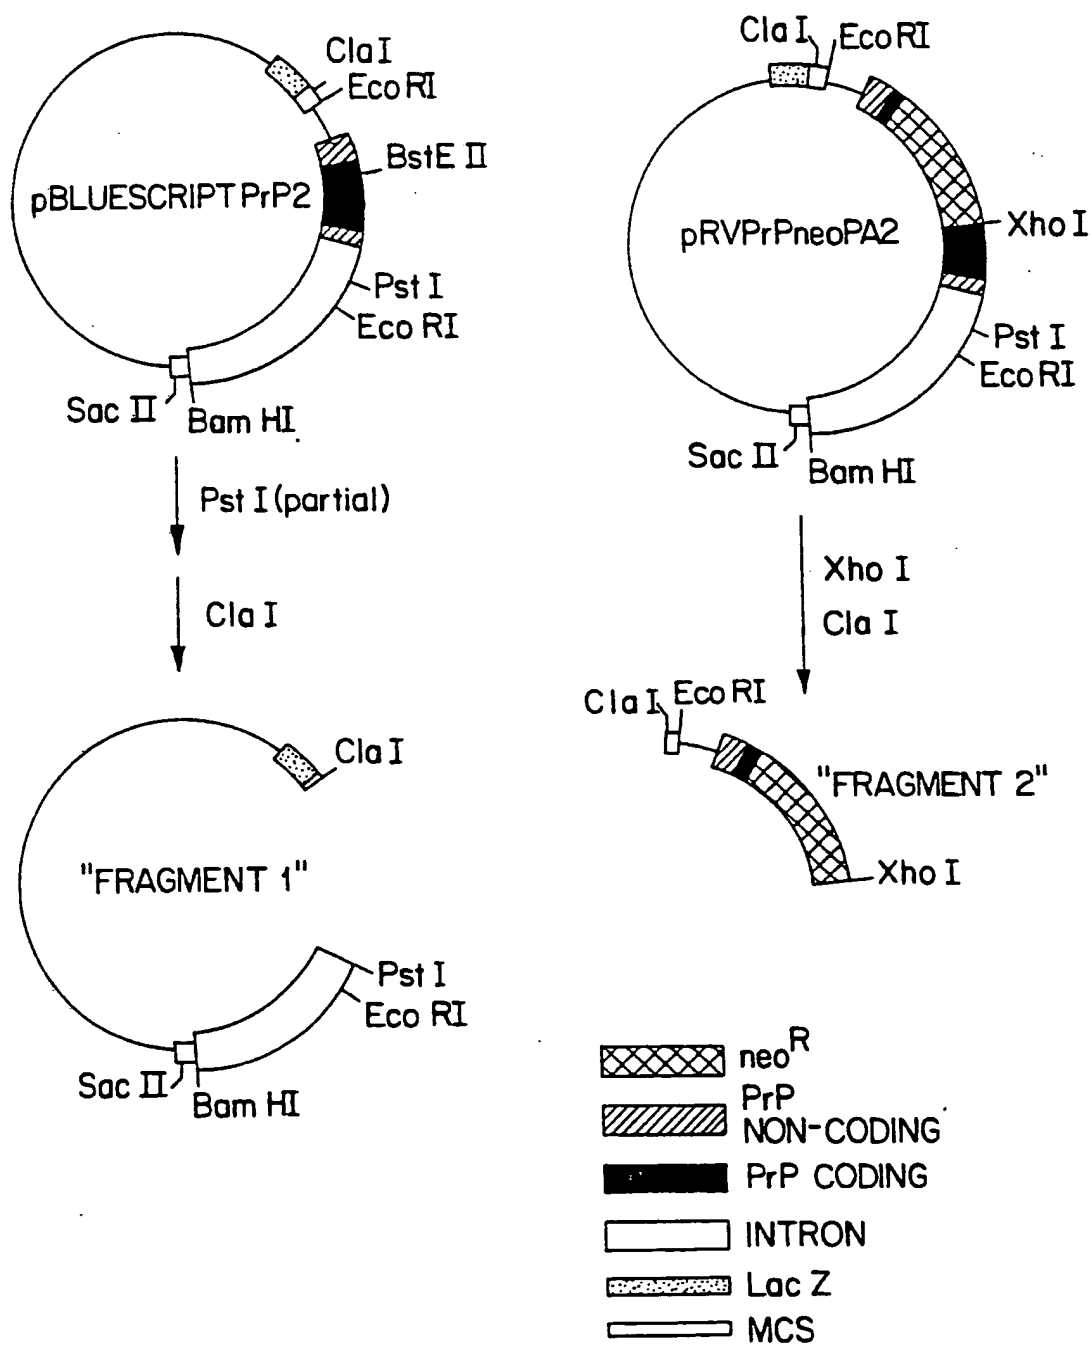 Cla I
Eco RI
BstE II
pBLUESCRIPT PrP2
Pst I
Eco RI
Sac II
Bam HI
Pst I (partial)
Cla I
Cla I
"FRAGMENT 1"
Pst I
Eco RI
Sac II
Bam HI
Cla I
Eco RI
pRVPrPneoPA2
Xho I
Pst I
Eco RI
Sac II
Bam HI
Xho I
Cla I
Cla I
Eco RI
"FRAGMENT 2"
Xho I
neoR
PrP
NON-CODING
PrP CODING
INTRON
Lac Z
MCS